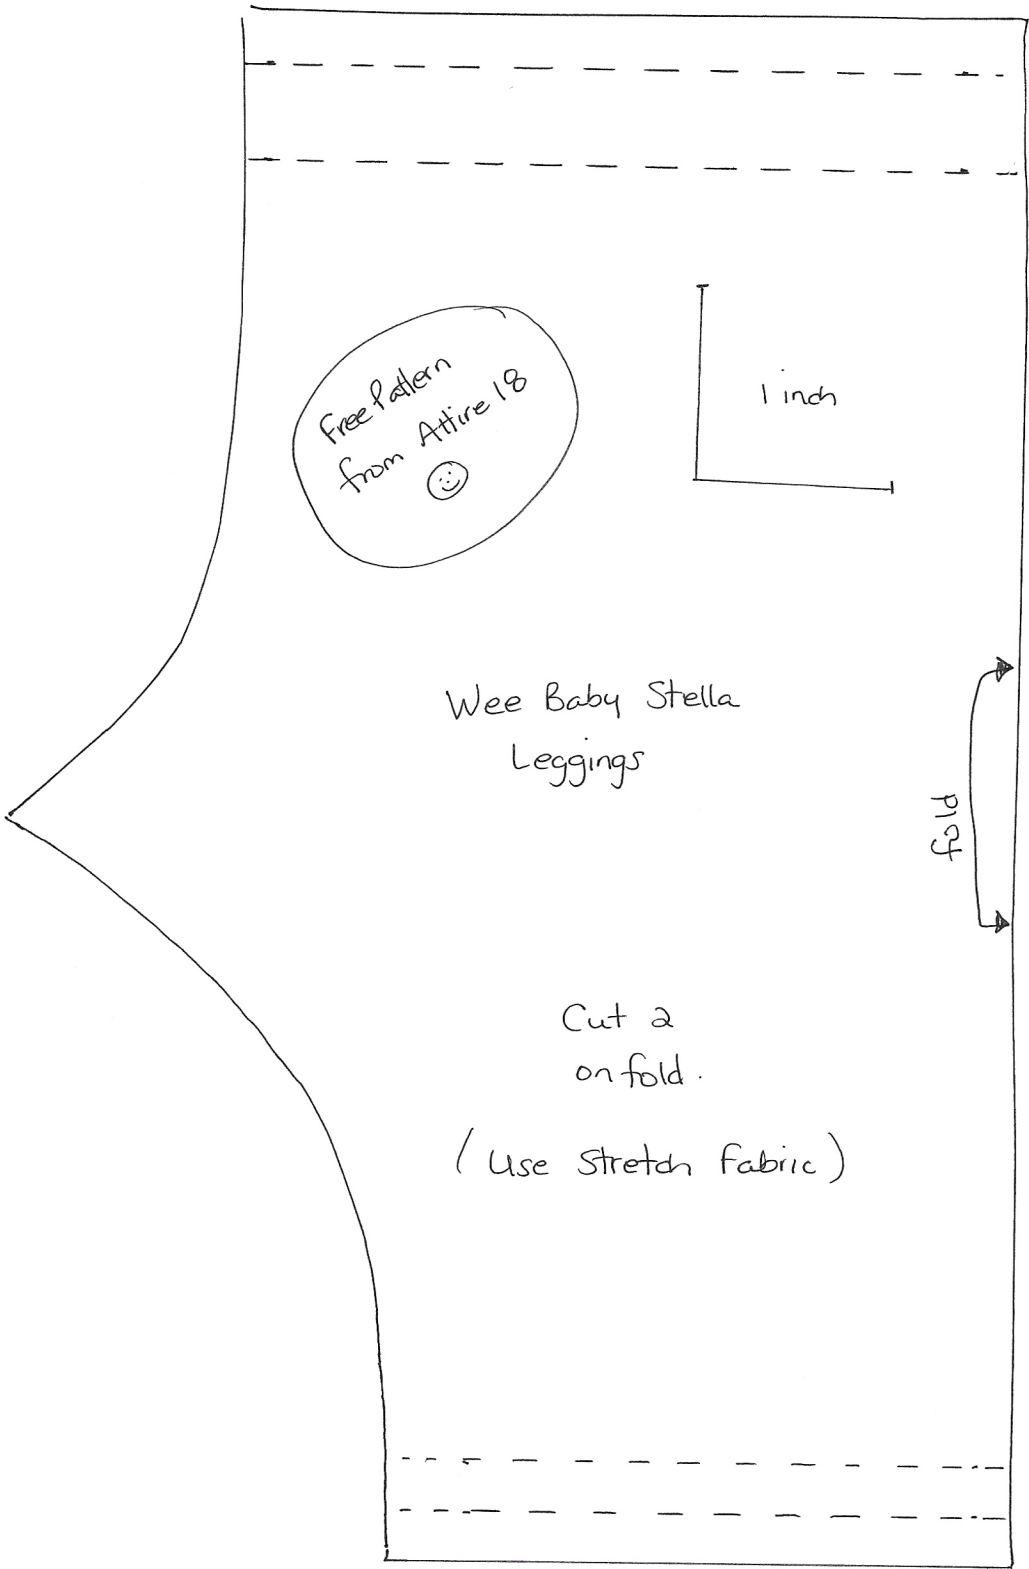 Free Pattern
from Attire 18
1 inch
Wee Baby Stella
Leggings
fold
Cut 2
on fold.
(Use Stretch Fabric)